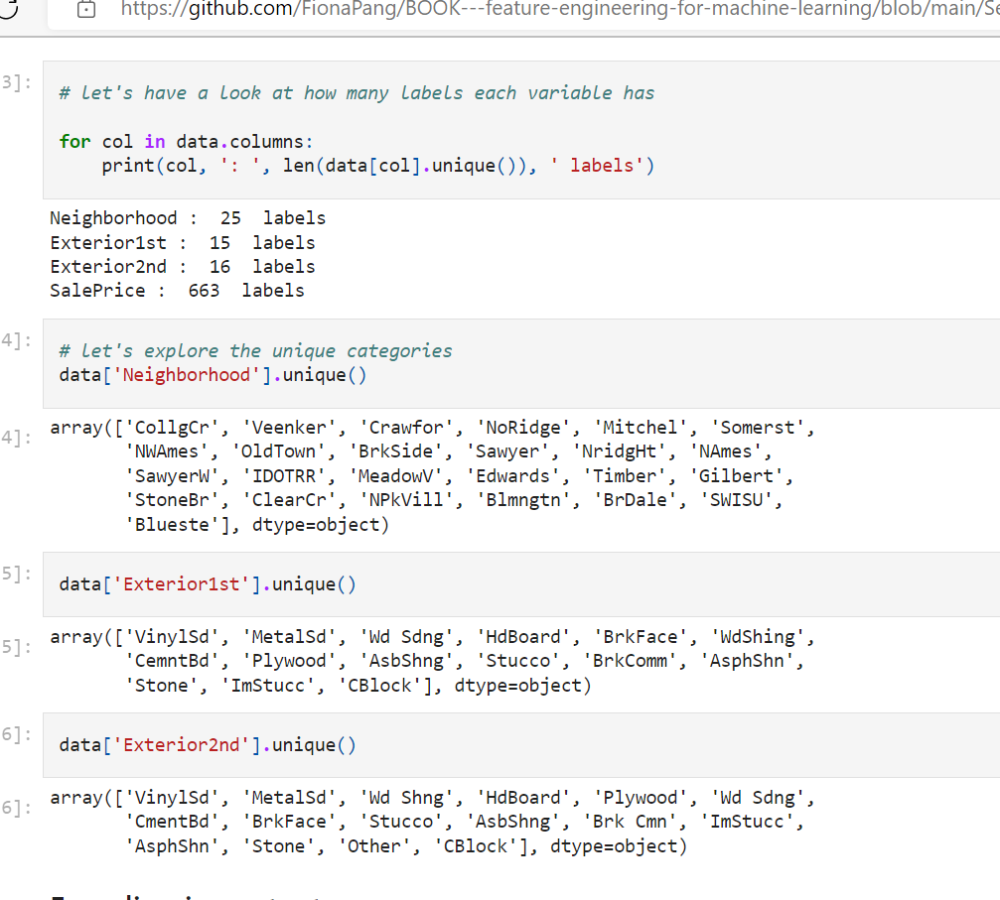 https://github.com/FionaPang/BOOK---feature-engineering-for-machine-learning/blob/main/Se
3]:
# let's have a look at how many labels each variable has
for col in data.columns:
    print(col, ': ', len(data[col].unique()), ' labels')
Neighborhood :  25  labels
Exterior1st :  15  labels
Exterior2nd :  16  labels
SalePrice :  663  labels
4]:
# let's explore the unique categories
data['Neighborhood'].unique()
4]:
array(['CollgCr', 'Veenker', 'Crawfor', 'NoRidge', 'Mitchel', 'Somerst',
       'NWAmes', 'OldTown', 'BrkSide', 'Sawyer', 'NridgHt', 'NAmes',
       'SawyerW', 'IDOTRR', 'MeadowV', 'Edwards', 'Timber', 'Gilbert',
       'StoneBr', 'ClearCr', 'NPkVill', 'Blmngtn', 'BrDale', 'SWISU',
       'Blueste'], dtype=object)
5]:
data['Exterior1st'].unique()
5]:
array(['VinylSd', 'MetalSd', 'Wd Sdng', 'HdBoard', 'BrkFace', 'WdShing',
       'CemntBd', 'Plywood', 'AsbShng', 'Stucco', 'BrkComm', 'AsphShn',
       'Stone', 'ImStucc', 'CBlock'], dtype=object)
6]:
data['Exterior2nd'].unique()
6]:
array(['VinylSd', 'MetalSd', 'Wd Shng', 'HdBoard', 'Plywood', 'Wd Sdng',
       'CmentBd', 'BrkFace', 'Stucco', 'AsbShng', 'Brk Cmn', 'ImStucc',
       'AsphShn', 'Stone', 'Other', 'CBlock'], dtype=object)